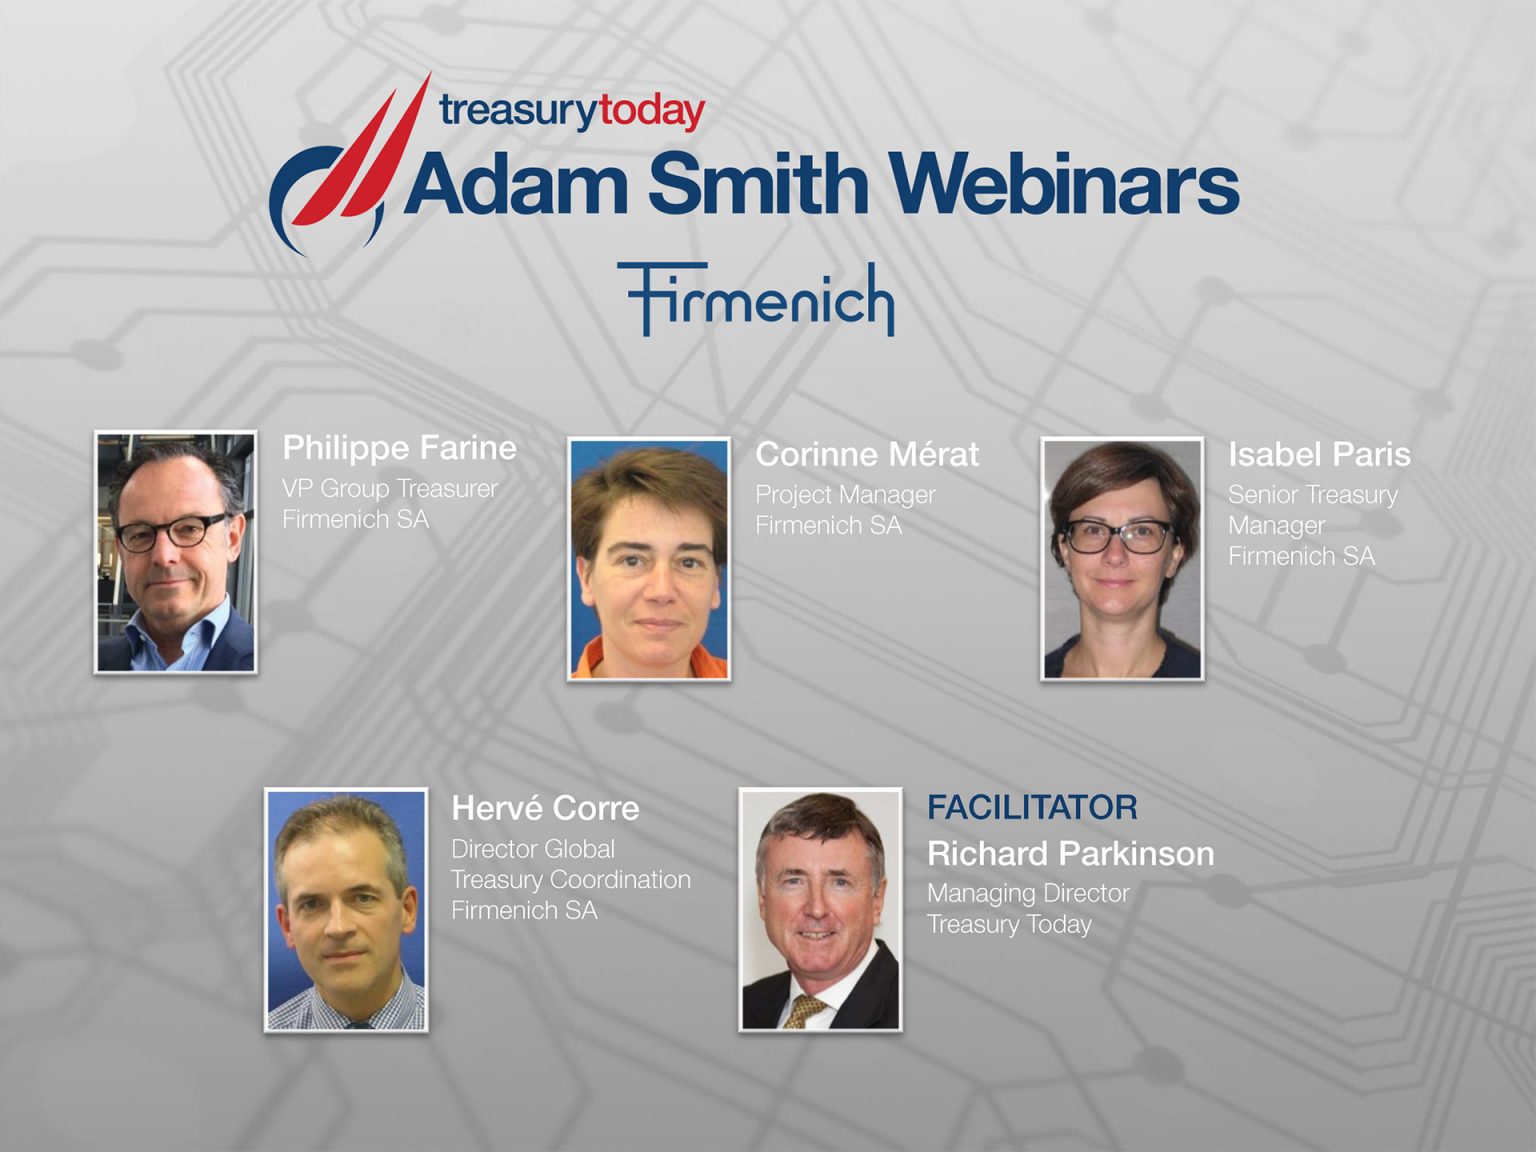 treasurytoday
Adam Smith Webinars
Firmenich
Philippe Farine
VP Group Treasurer
Firmenich SA
Corinne Mérat
Project Manager
Firmenich SA
Isabel Paris
Senior Treasury
Manager
Firmenich SA
Hervé Corre
Director Global
Treasury Coordination
Firmenich SA
FACILITATOR
Richard Parkinson
Managing Director
Treasury Today